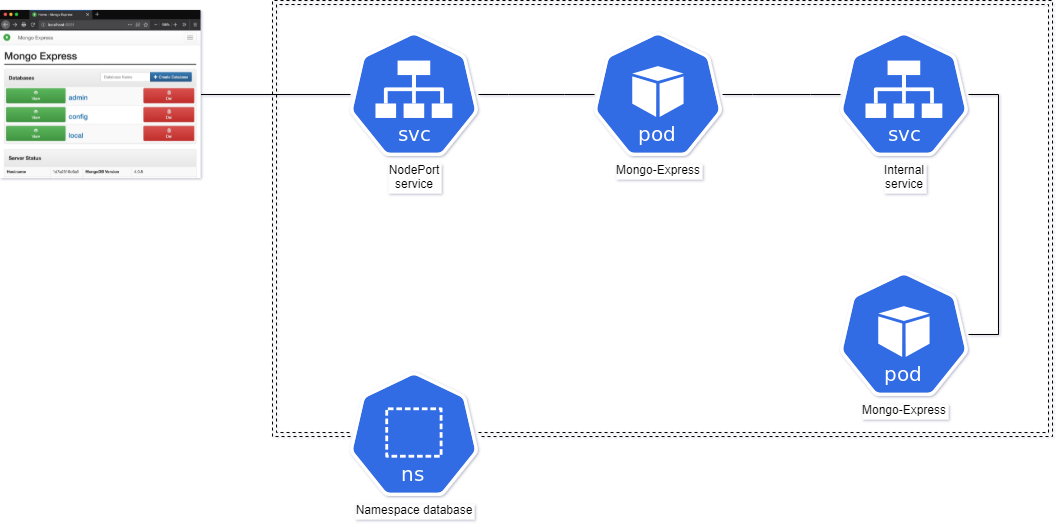 Home - Mongo Express
localhost:8081
Mongo Express
Mongo Express
Databases
Database Name
+ Create Database
View
admin
Del
View
config
Del
View
local
Del
Server Status
Hostname
MongoDB Version
svc
NodePort
service
pod
Mongo-Express
svc
Internal
service
pod
Mongo-Express
ns
Namespace database